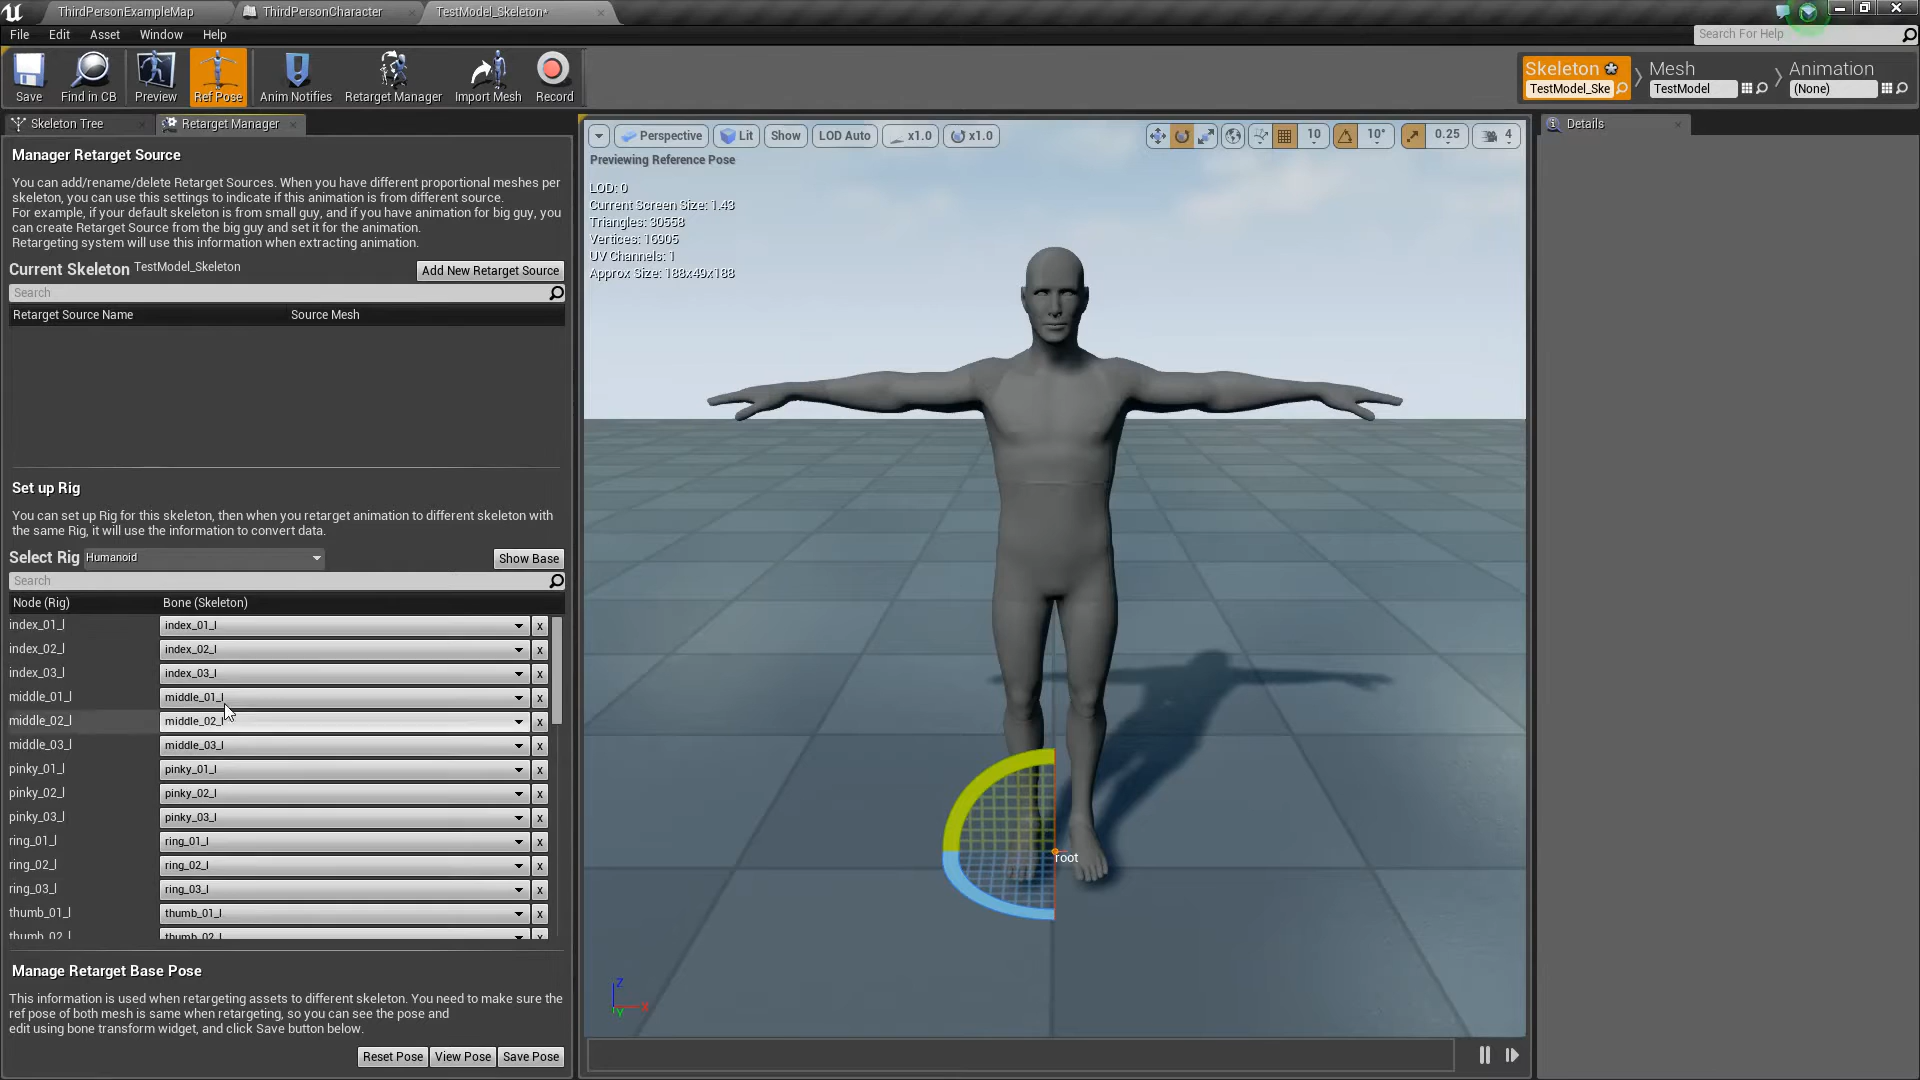 ThirdPersonExampleMap
ThirdPersonCharacter
TestModel_Skeleton*
File Edit Asset Window Help
Search For Help
Save
Find in CB
Preview
Ref Pose
Anim Notifies
Retarget Manager
Import Mesh
Record
Skeleton
TestModel_Ske
Mesh
TestModel
Animation
(None)
Skeleton Tree
Retarget Manager
Details
Manager Retarget Source
You can add/rename/delete Retarget Sources. When you have different proportional meshes per
skeleton, you can use this settings to indicate if this animation is from different source.
For example, if your default skeleton is from small guy, and if you have animation for big guy, you
can create Retarget Source from the big guy and set it for the animation.
Retargeting system will use this information when extracting animation.
Current Skeleton TestModel_Skeleton
Add New Retarget Source
Search
Retarget Source Name Source Mesh
Set up Rig
You can set up Rig for this skeleton, then when you retarget animation to different skeleton with
the same Rig, it will use the information to convert data.
Select Rig Humanoid
Show Base
Search
Node (Rig) Bone (Skeleton)
index_01_l index_01_l x
index_02_l index_02_l x
index_03_l index_03_l x
middle_01_l middle_01_l x
middle_02_l middle_02_l x
middle_03_l middle_03_l x
pinky_01_l pinky_01_l x
pinky_02_l pinky_02_l x
pinky_03_l pinky_03_l x
ring_01_l ring_01_l x
ring_02_l ring_02_l x
ring_03_l ring_03_l x
thumb_01_l thumb_01_l x
thumb_02_l thumb_02_l x
Manage Retarget Base Pose
This information is used when retargeting assets to different skeleton. You need to make sure the
ref pose of both mesh is same when retargeting, so you can see the pose and
edit using bone transform widget, and click Save button below.
Reset Pose View Pose Save Pose
Perspective Lit Show LOD Auto x1.0 x1.0
10 10° 0.25 4
Previewing Reference Pose
LOD: 0
Current Screen Size: 1.43
Triangles: 30558
Vertices: 16905
UV Channels: 1
Approx Size: 188x49x188
root
Z
X
Y